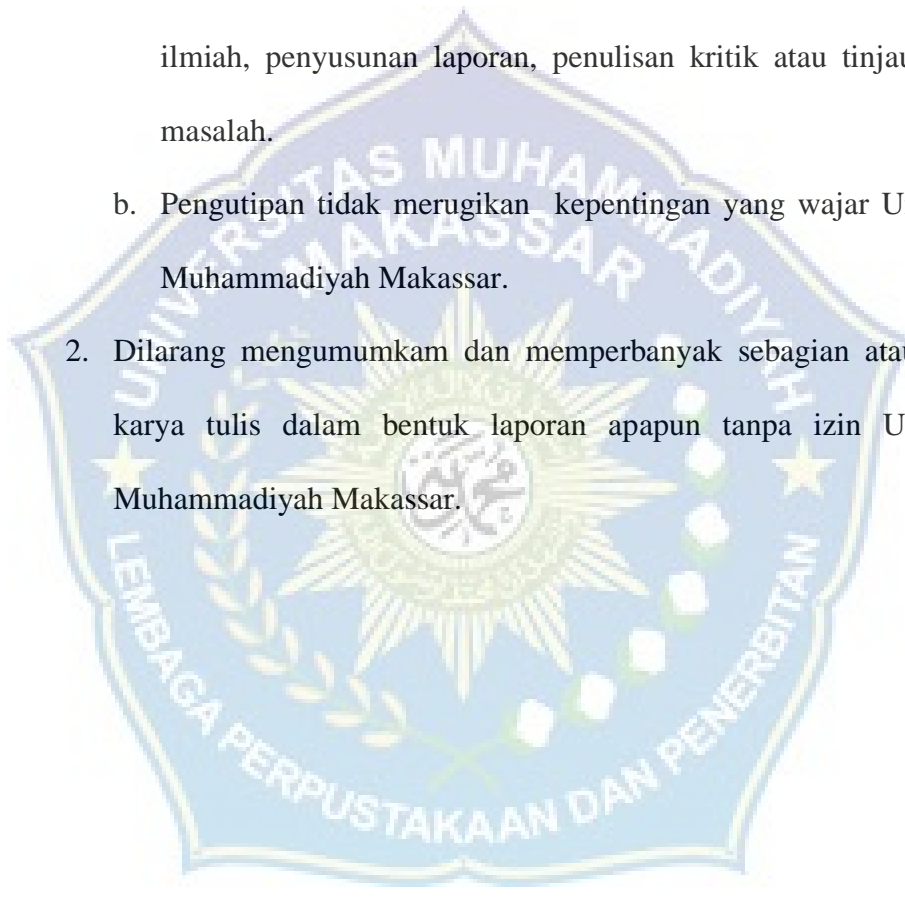 ilmiah, penyusunan laporan, penulisan kritik atau tinjau
masalah.
b. Pengutipan tidak merugikan kepentingan yang wajar U
Muhammadiyah Makassar.
2. Dilarang mengumumkam dan memperbanyak sebagian atau
karya tulis dalam bentuk laporan apapun tanpa izin U
Muhammadiyah Makassar.
UNIVERSITAS MUHAMMADIYAH
MAKASSAR
LEMBAGA PERPUSTAKAAN DAN PENERBITAN